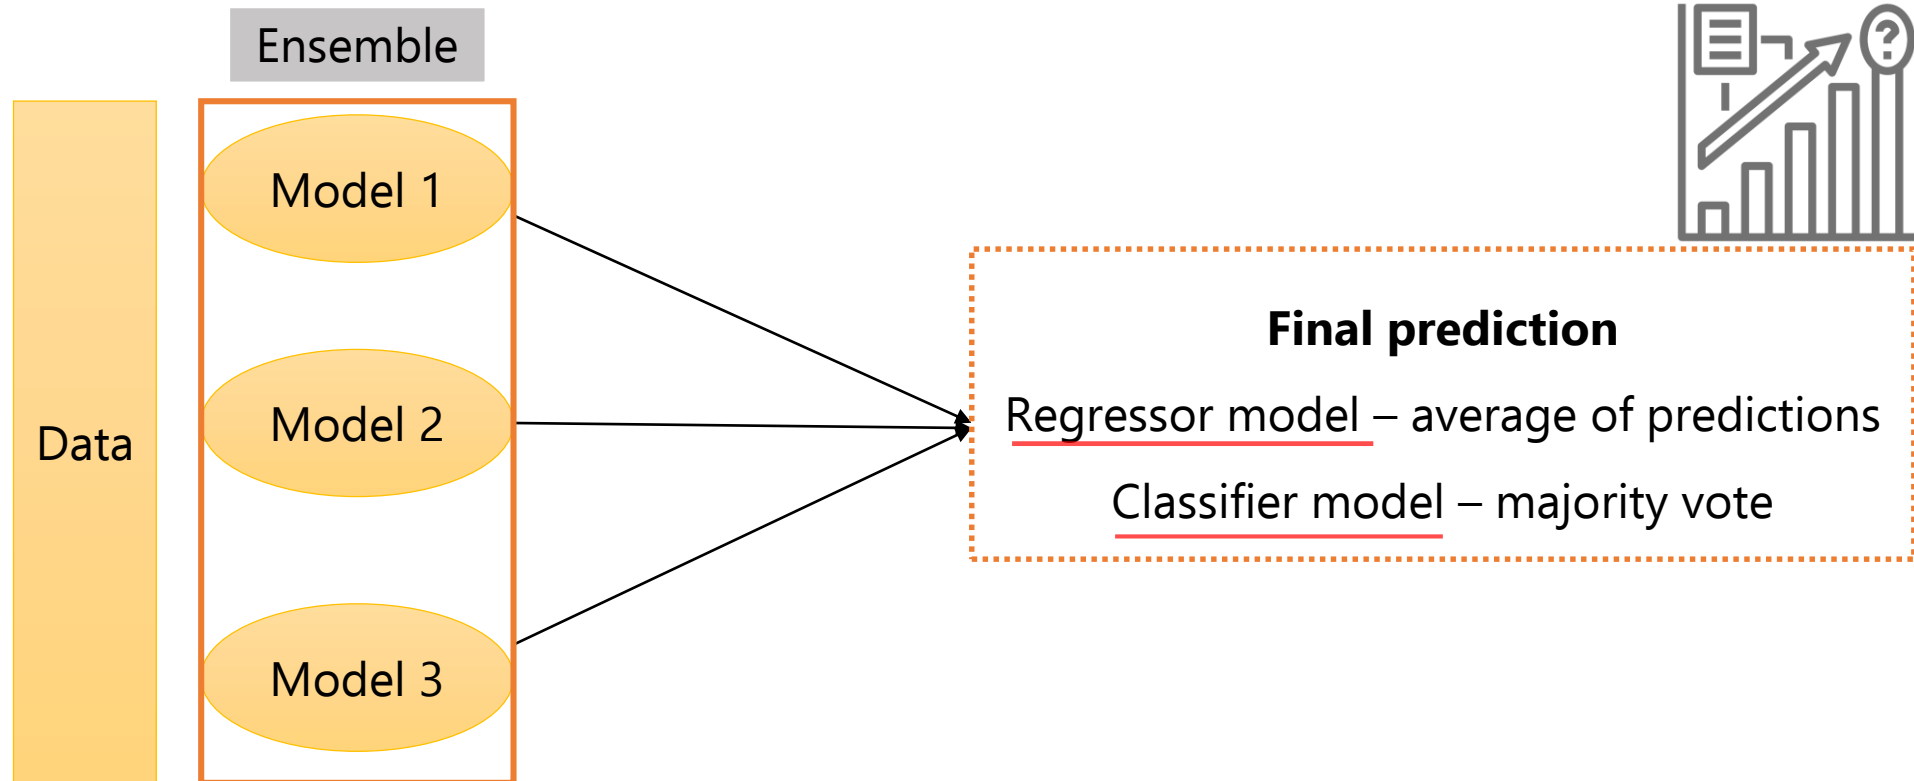 Ensemble
Data
Model 1
Model 2
Model 3
?
Final prediction
Regressor model – average of predictions
Classifier model – majority vote